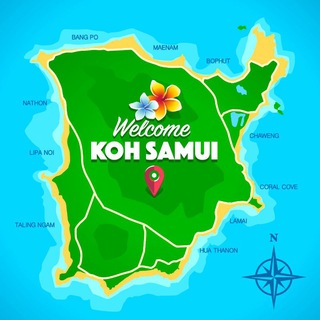 BANG PO
MAENAM
BOPHUT
NATHON
Welcome
CHAWENG
KOH SAMUI
LIPA NOI
CORAL COVE
TALING NGAM
LAMAI
HUA THANON
N